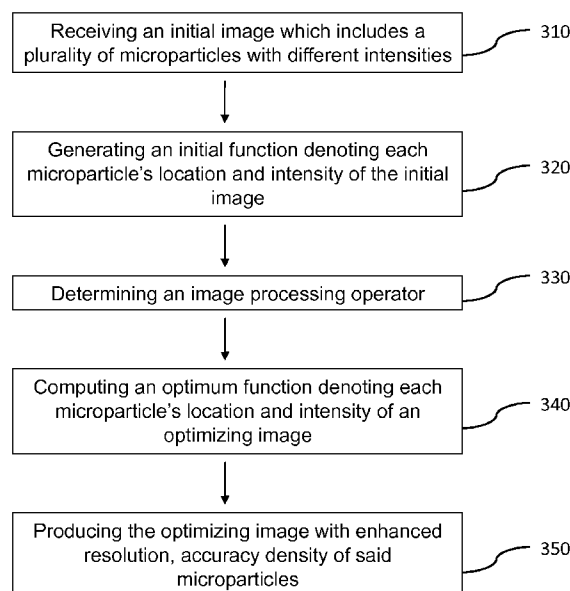 Receiving an initial image which includes a
plurality of microparticles with different intensities
310
Generating an initial function denoting each
microparticle's location and intensity of the initial
image
320
Determining an image processing operator
330
Computing an optimum function denoting each
microparticle's location and intensity of an
optimizing image
340
Producing the optimizing image with enhanced
resolution, accuracy density of said
microparticles
350